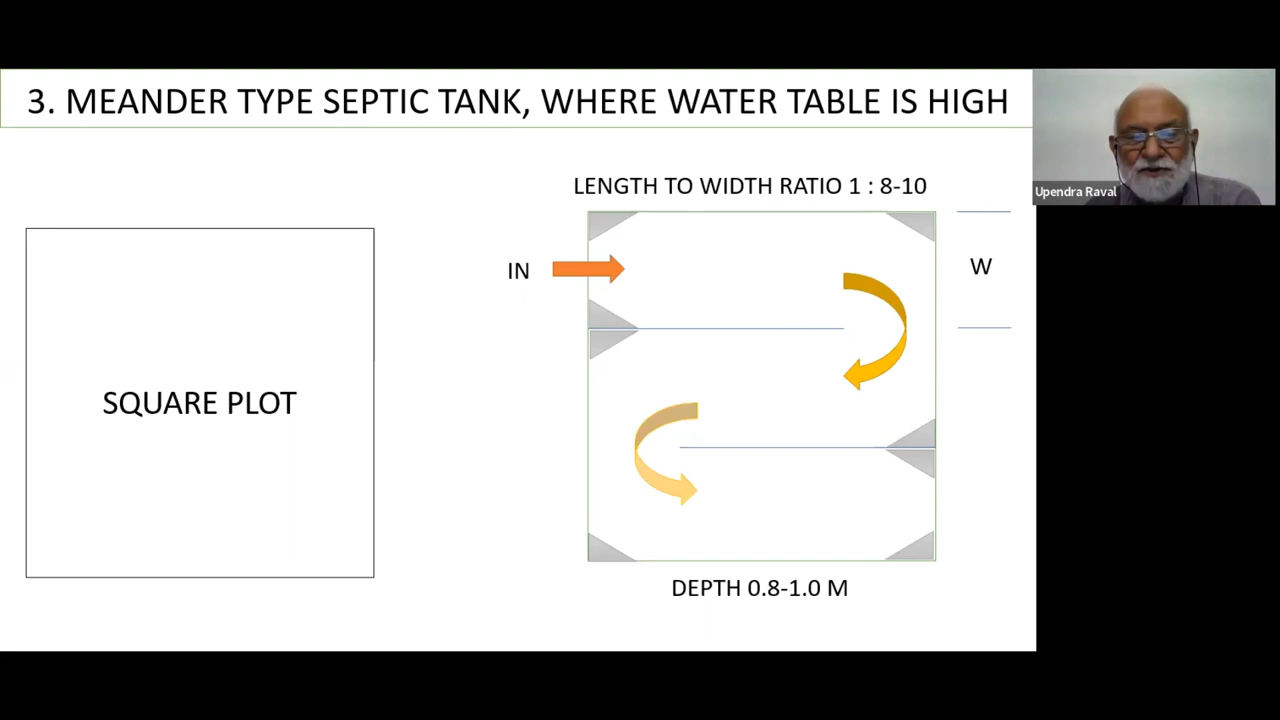 3. MEANDER TYPE SEPTIC TANK, WHERE WATER TABLE IS HIGH
Upendra Raval
LENGTH TO WIDTH RATIO 1 : 8-10
IN
W
SQUARE PLOT
DEPTH 0.8-1.0 M